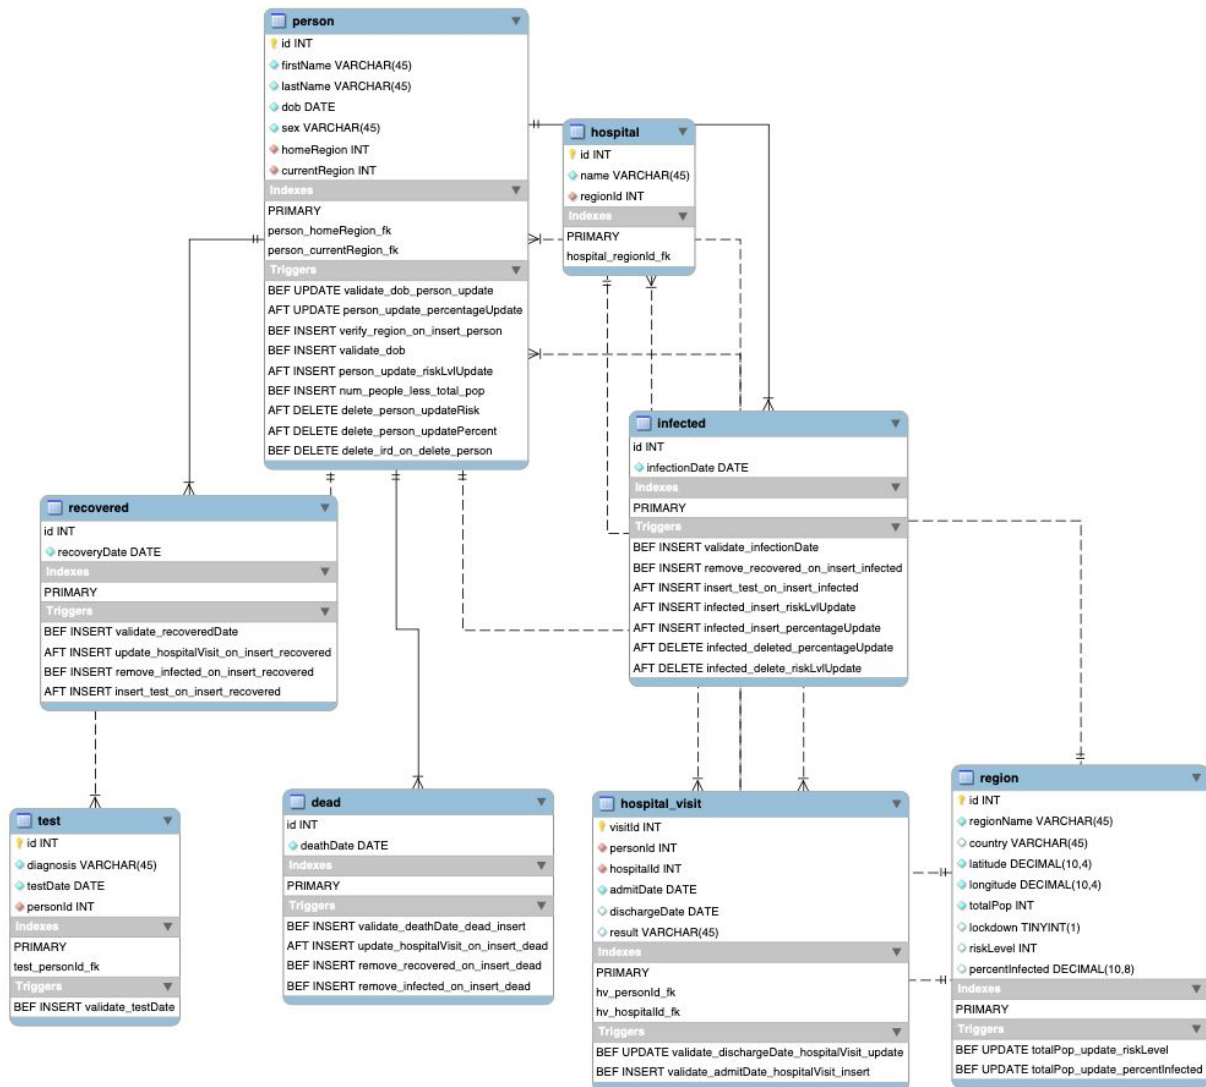 person
id INT
firstName VARCHAR(45)
lastName VARCHAR(45)
dob DATE
sex VARCHAR(45)
homeRegion INT
currentRegion INT
Indexes
PRIMARY
person_homeRegion_fk
person_currentRegion_fk
Triggers
BEF UPDATE validate_dob_person_update
AFT UPDATE person_update_percentageUpdate
BEF INSERT verify_region_on_insert_person
BEF INSERT validate_dob
AFT INSERT person_update_riskLvlUpdate
BEF INSERT num_people_less_total_pop
AFT DELETE delete_person_updateRisk
AFT DELETE delete_person_updatePercent
BEF DELETE delete_ird_on_delete_person
hospital
id INT
name VARCHAR(45)
regionId INT
Indexes
PRIMARY
hospital_regionId_fk
infected
id INT
infectionDate DATE
Indexes
PRIMARY
Triggers
BEF INSERT validate_infectionDate
BEF INSERT remove_recovered_on_insert_infected
AFT INSERT insert_test_on_insert_infected
AFT INSERT infected_insert_riskLvlUpdate
AFT INSERT infected_insert_percentageUpdate
AFT DELETE infected_deleted_percentageUpdate
AFT DELETE infected_delete_riskLvlUpdate
recovered
id INT
recoveryDate DATE
Indexes
PRIMARY
Triggers
BEF INSERT validate_recoveredDate
AFT INSERT update_hospitalVisit_on_insert_recovered
BEF INSERT remove_infected_on_insert_recovered
AFT INSERT insert_test_on_insert_recovered
test
id INT
diagnosis VARCHAR(45)
testDate DATE
personId INT
Indexes
PRIMARY
test_personId_fk
Triggers
BEF INSERT validate_testDate
dead
id INT
deathDate DATE
Indexes
PRIMARY
Triggers
BEF INSERT validate_deathDate_dead_insert
AFT INSERT update_hospitalVisit_on_insert_dead
BEF INSERT remove_recovered_on_insert_dead
BEF INSERT remove_infected_on_insert_dead
hospital_visit
visitId INT
personId INT
hospitalId INT
admitDate DATE
dischargeDate DATE
result VARCHAR(45)
Indexes
PRIMARY
hv_personId_fk
hv_hospitalId_fk
Triggers
BEF UPDATE validate_dischargeDate_hospitalVisit_update
BEF INSERT validate_admitDate_hospitalVisit_insert
region
id INT
regionName VARCHAR(45)
country VARCHAR(45)
latitude DECIMAL(10,4)
longitude DECIMAL(10,4)
totalPop INT
lockdown TINYINT(1)
riskLevel INT
percentInfected DECIMAL(10,8)
Indexes
PRIMARY
Triggers
BEF UPDATE totalPop_update_riskLevel
BEF UPDATE totalPop_update_percentInfected